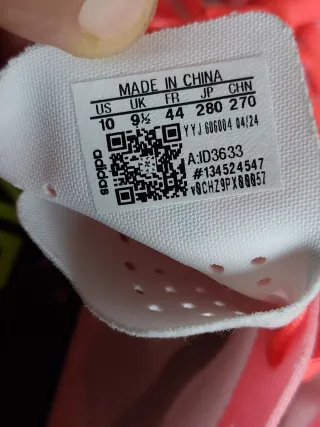 MADE IN CHINA
US UK FR JP CHN
10 9½ 44 280 270
YYJ 606004 04/24
adidas
A:ID3633
#134524547
v0CHZ9PX00057